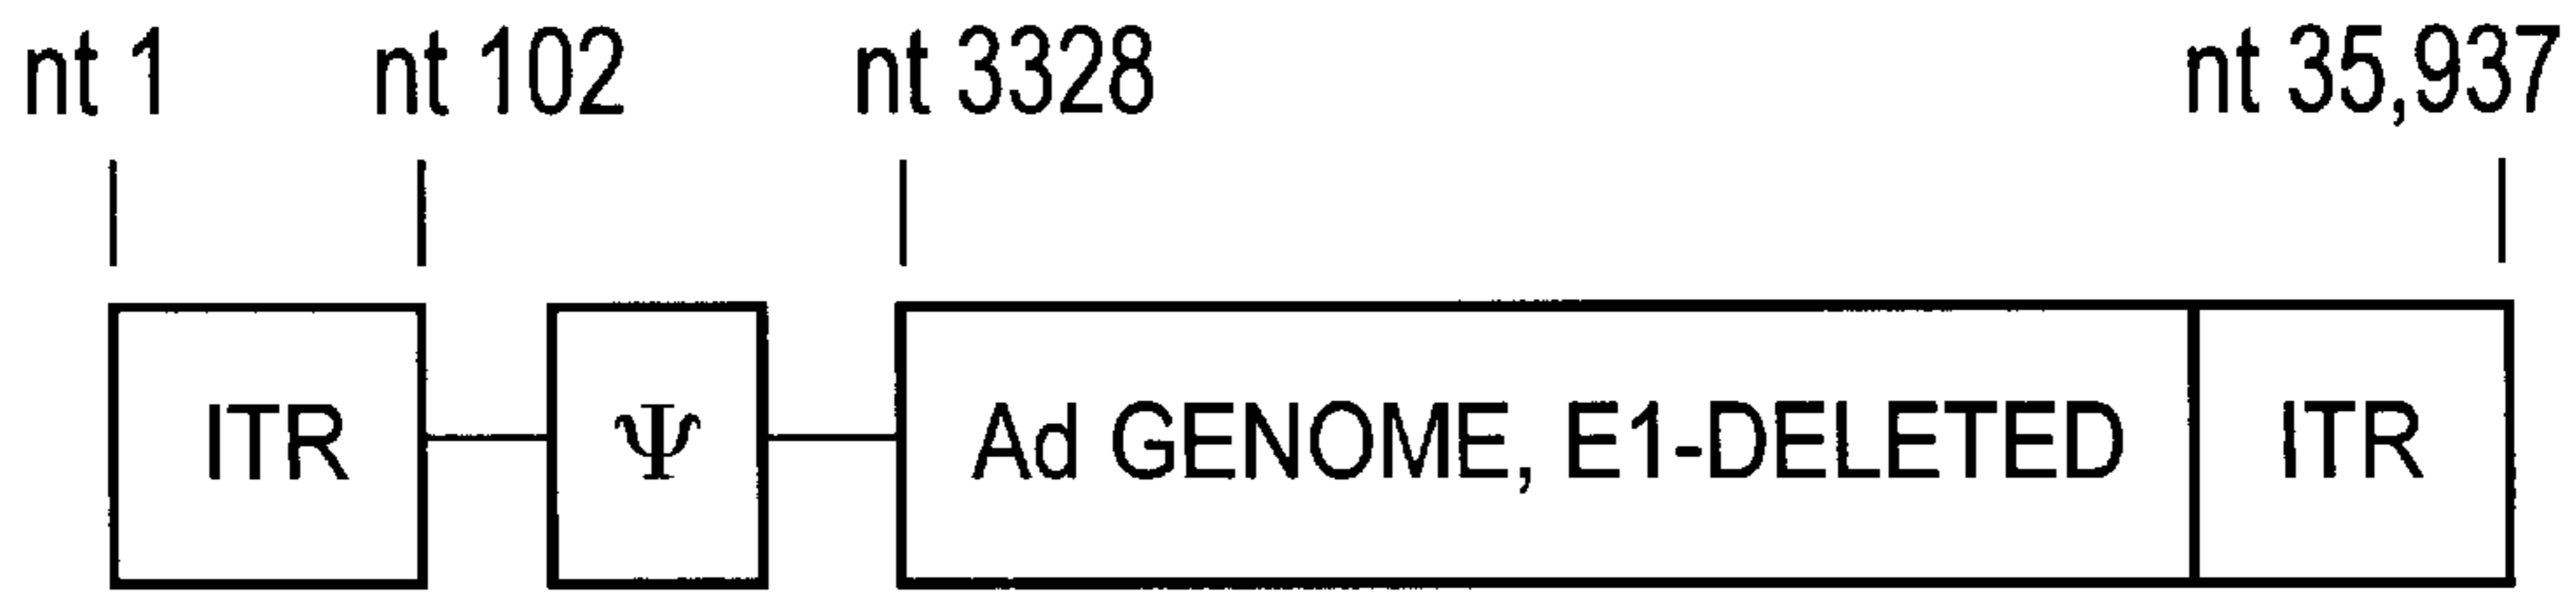 nt 1 nt 102 nt 3328 nt 35,937
ITR Ψ Ad GENOME, E1-DELETED ITR